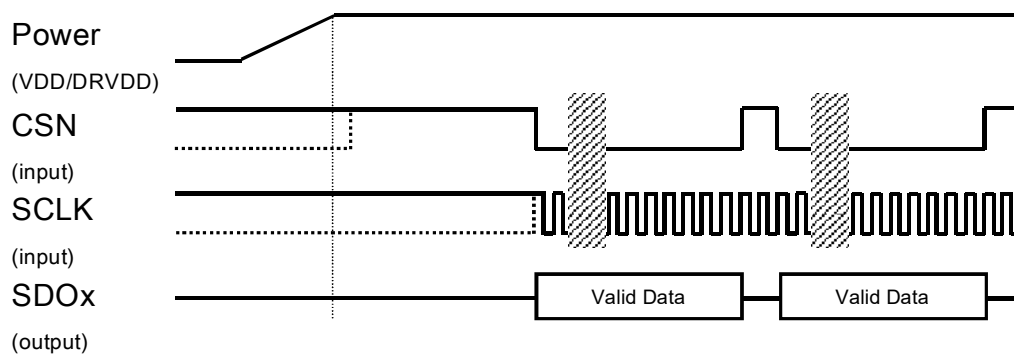 Power
(VDD/DRVDD)
CSN
(input)
SCLK
(input)
SDOx
Valid Data
Valid Data
(output)